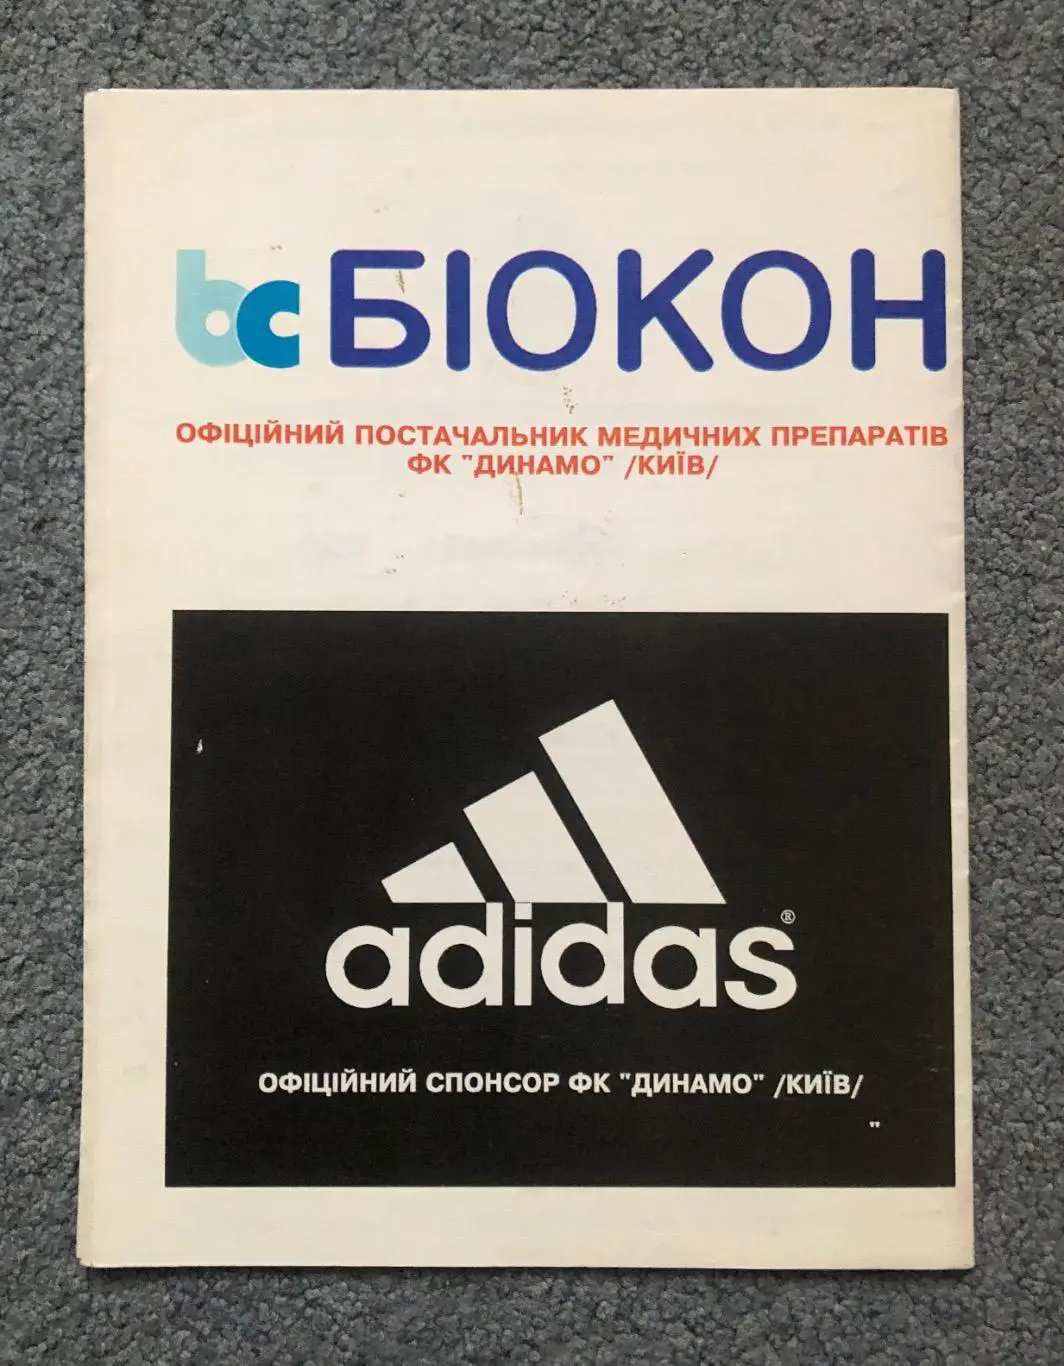 bc БІОКОН
ОФІЦІЙНИЙ ПОСТАЧАЛЬНИК МЕДИЧНИХ ПРЕПАРАТІВ
ФК "ДИНАМО" /КИЇВ/
adidas®
ОФІЦІЙНИЙ СПОНСОР ФК "ДИНАМО" /КИЇВ/
"